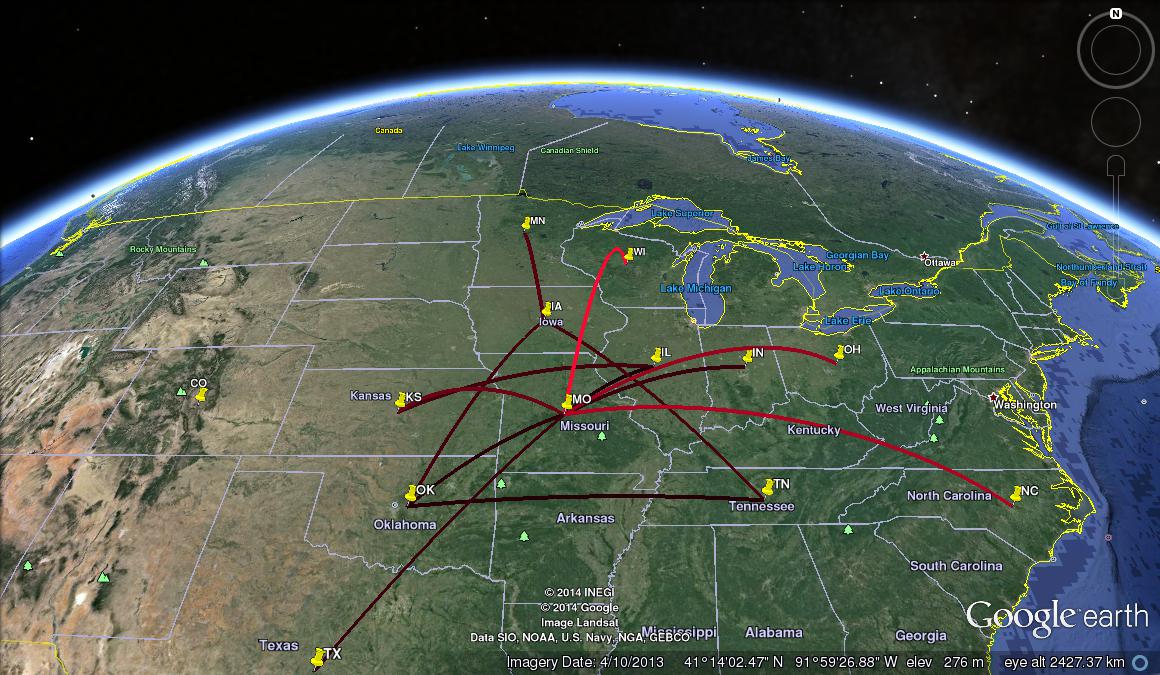 N
Canada
Lake Winnipeg
Canadian Shield
James Bay
MN
Lake Superior
Gulf of St Lawrence
Rocky Mountains
WI
Georgian Bay
Ottawa
Lake Huron
Northumberland Strait
Bay of Fundy
Lake Michigan
Lake Ontario
IA
Iowa
Lake Erie
IL
IN
OH
Appalachian Mountains
CO
Kansas
KS
MO
Washington
West Virginia
Missouri
Kentucky
OK
TN
NC
North Carolina
Tennessee
Oklahoma
Arkansas
South Carolina
© 2014 INEGI
© 2014 Google
Image Landsat
Data SIO, NOAA, U.S. Navy, NGA, GEBCO
Mississippi
Alabama
Georgia
Google earth
Texas
TX
Imagery Date: 4/10/2013 41°14'02.47" N 91°59'26.88" W elev 276 m eye alt 2427.37 km